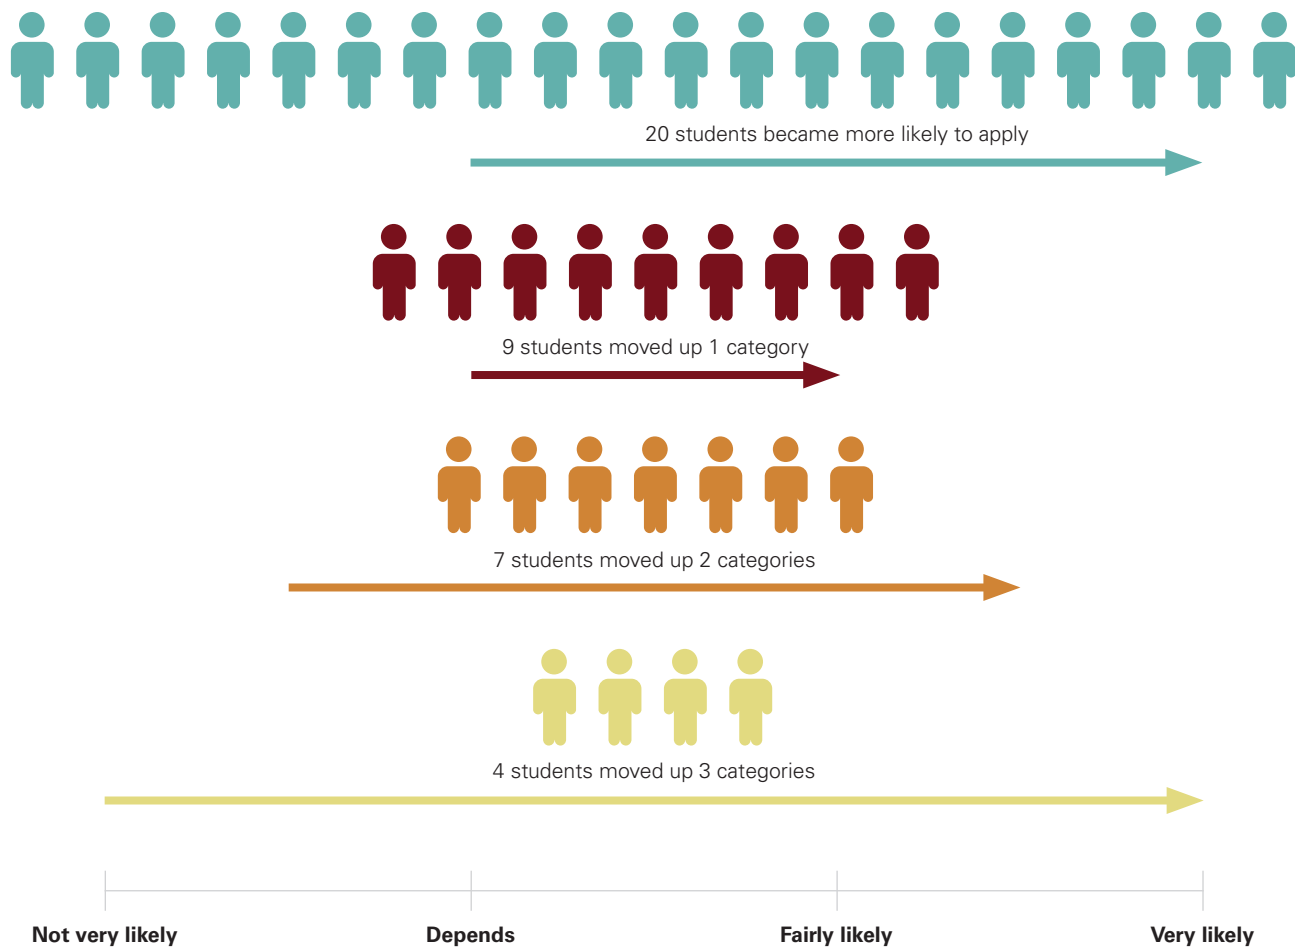 20 students became more likely to apply
9 students moved up 1 category
7 students moved up 2 categories
4 students moved up 3 categories
Not very likely Depends Fairly likely Very likely